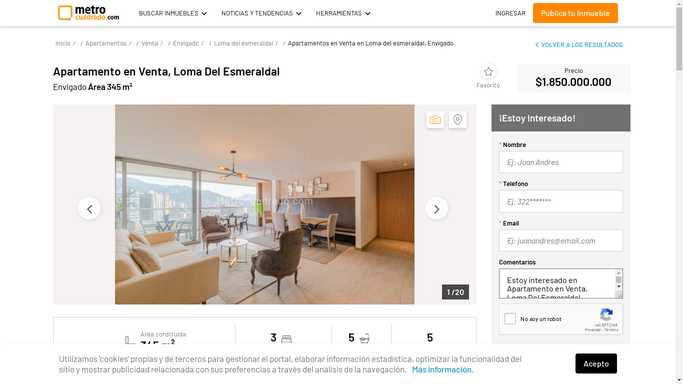 metro
cuadrado.com
BUSCAR INMUEBLES
NOTICIAS Y TENDENCIAS
HERRAMIENTAS
INGRESAR
Publica tu Inmueble
Inicio / / Apartamentos / / Venta / / Envigado / / Loma del esmeraldal / / Apartamentos en Venta en Loma del esmeraldal, Envigado
VOLVER A LOS RESULTADOS
Apartamento en Venta, Loma Del Esmeraldal
Envigado Área 345 m²
Favorito
Precio
$1.850.000.000
1 / 20
¡Estoy Interesado!
* Nombre
Ej: Juan Andres
* Telefono
Ej: 322*******
* Email
Ej: juanandres@email.com
Comentarios
Estoy interesado en
Apartamento en Venta,
Loma Del Esmeraldal
No soy un robot
reCAPTCHA
Privacidad - Términos
Área construida
345 m²
3
5
5
Utilizamos 'cookies' propias y de terceros para gestionar el portal, elaborar información estadística, optimizar la funcionalidad del
sitio y mostrar publicidad relacionada con sus preferencias a través del análisis de la navegación. Más información.
Acepto